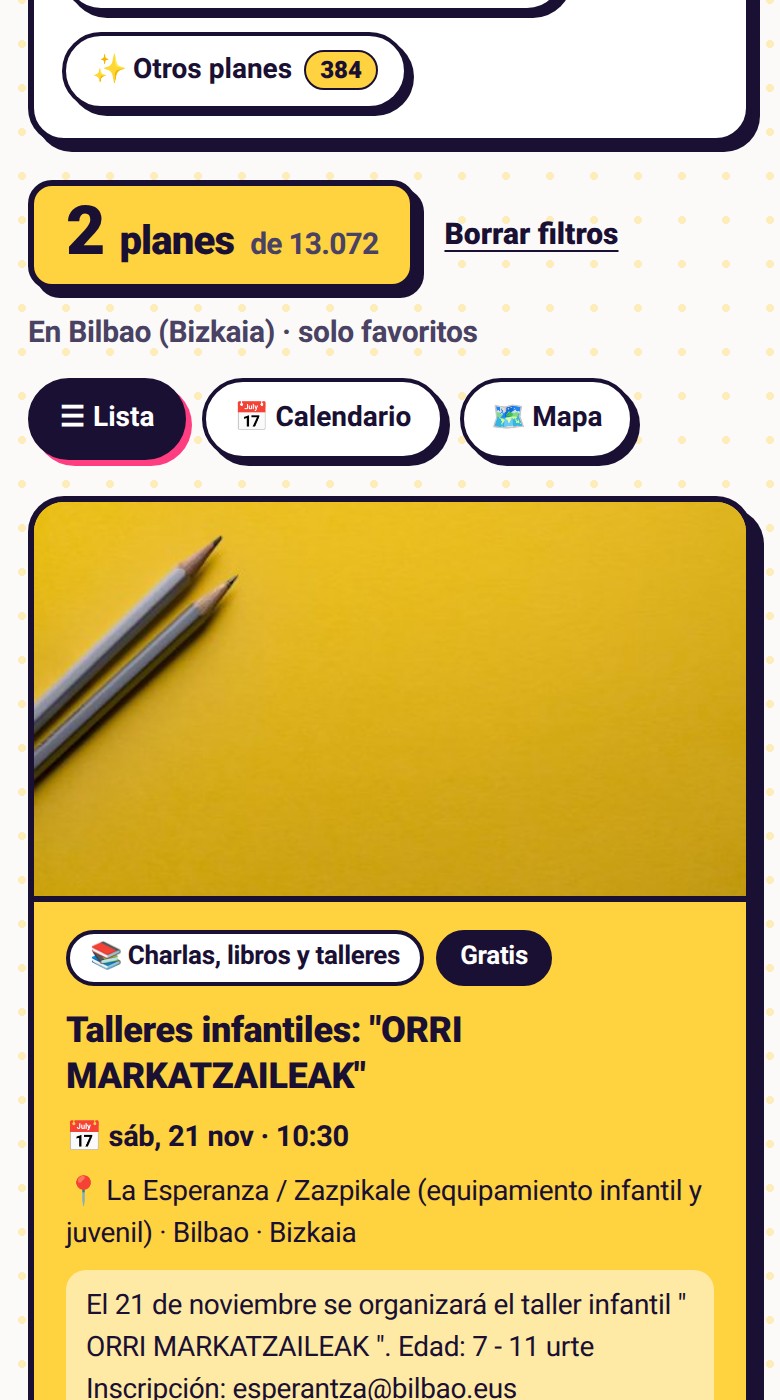 ✨ Otros planes 384
2 planes de 13.072
Borrar filtros
En Bilbao (Bizkaia) · solo favoritos
☰ Lista
📅 Calendario
🗺️ Mapa
📚 Charlas, libros y talleres
Gratis
Talleres infantiles: "ORRI
MARKATZAILEAK"
📅 sáb, 21 nov · 10:30
📍 La Esperanza / Zazpikale (equipamiento infantil y
juvenil) · Bilbao · Bizkaia
El 21 de noviembre se organizará el taller infantil "
ORRI MARKATZAILEAK ". Edad: 7 - 11 urte
Inscripción: esperantza@bilbao.eus